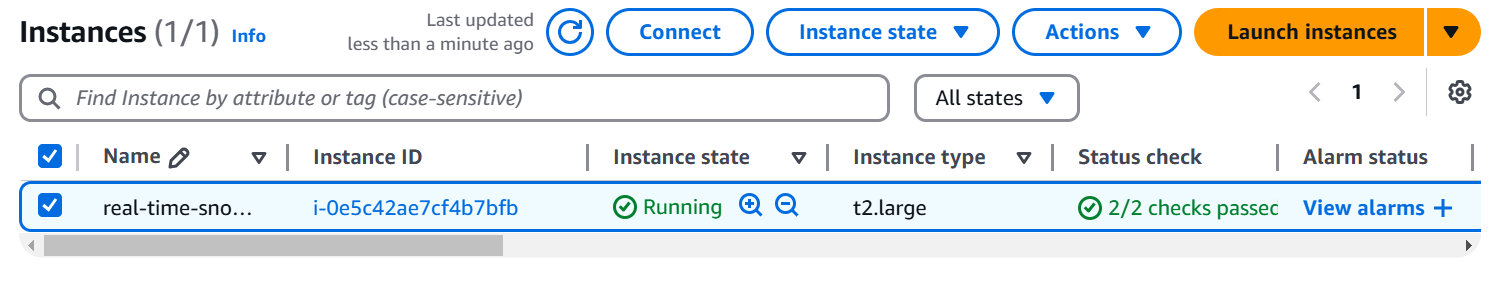 Instances (1/1) Info
Last updated
less than a minute ago
Connect
Instance state
Actions
Launch instances
Find Instance by attribute or tag (case-sensitive)
All states
1
Name Instance ID Instance state Instance type Status check Alarm status
real-time-sno... i-0e5c42ae7cf4b7bfb Running t2.large 2/2 checks passed View alarms +